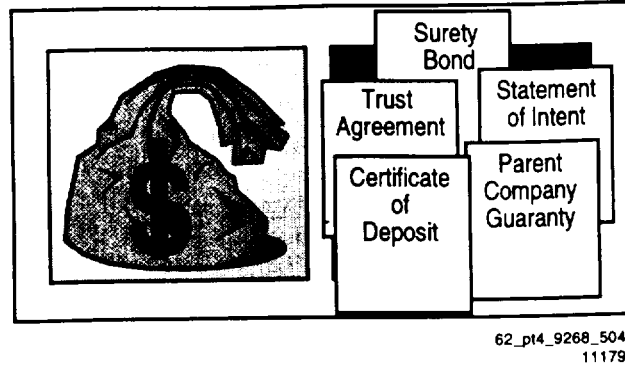 Surety
Bond
Trust
Agreement
Statement
of Intent
Certificate
of
Deposit
Parent
Company
Guaranty
$
62_pt4_9268_504
11179